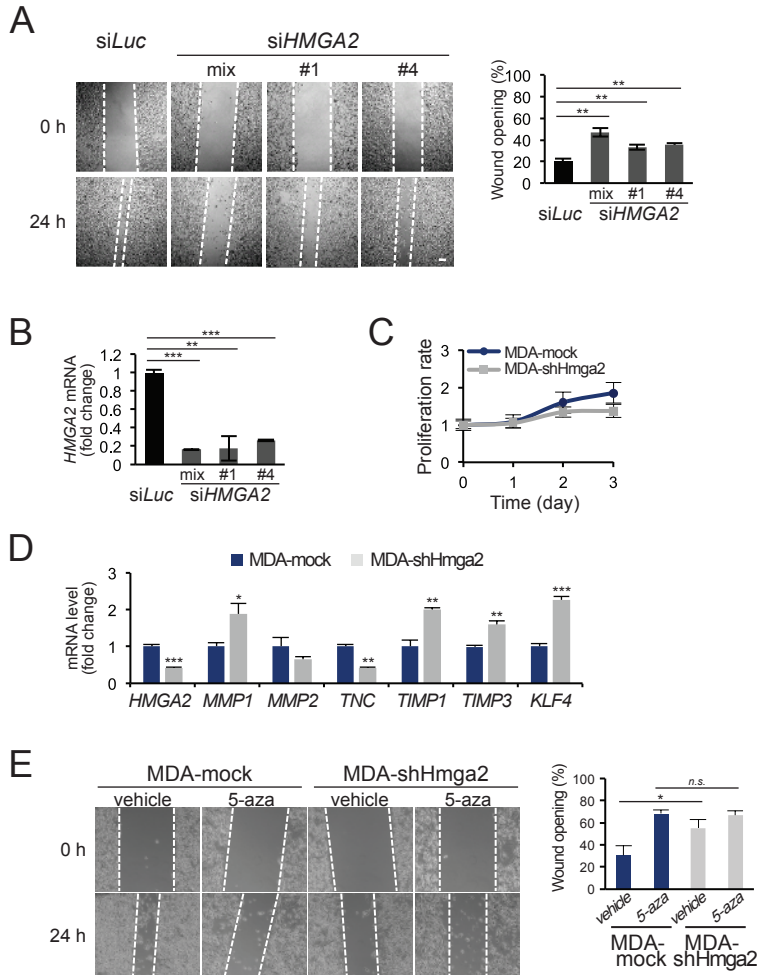 A
siLuc
siHMGA2
mix #1 #4
0 h
24 h
Wound opening (%)
100
80
60
40
20
0
**
**
**
mix #1 #4
siLuc siHMGA2
B
HMGA2 mRNA
(fold change)
1.2
1
0.8
0.6
0.4
0.2
0
***
**
***
mix #1 #4
siLuc siHMGA2
C
Proliferation rate
3
2
1
0
MDA-mock
MDA-shHmga2
0 1 2 3
Time (day)
D
MDA-mock MDA-shHmga2
mRNA level
(fold change)
3
2
1
0
*** * ** ** ** ***
HMGA2 MMP1 MMP2 TNC TIMP1 TIMP3 KLF4
E
MDA-mock MDA-shHmga2
vehicle 5-aza vehicle 5-aza
0 h
24 h
Wound opening (%)
100
80
60
40
20
0
n.s.
*
vehicle 5-aza vehicle 5-aza
MDA- MDA-
mock shHmga2